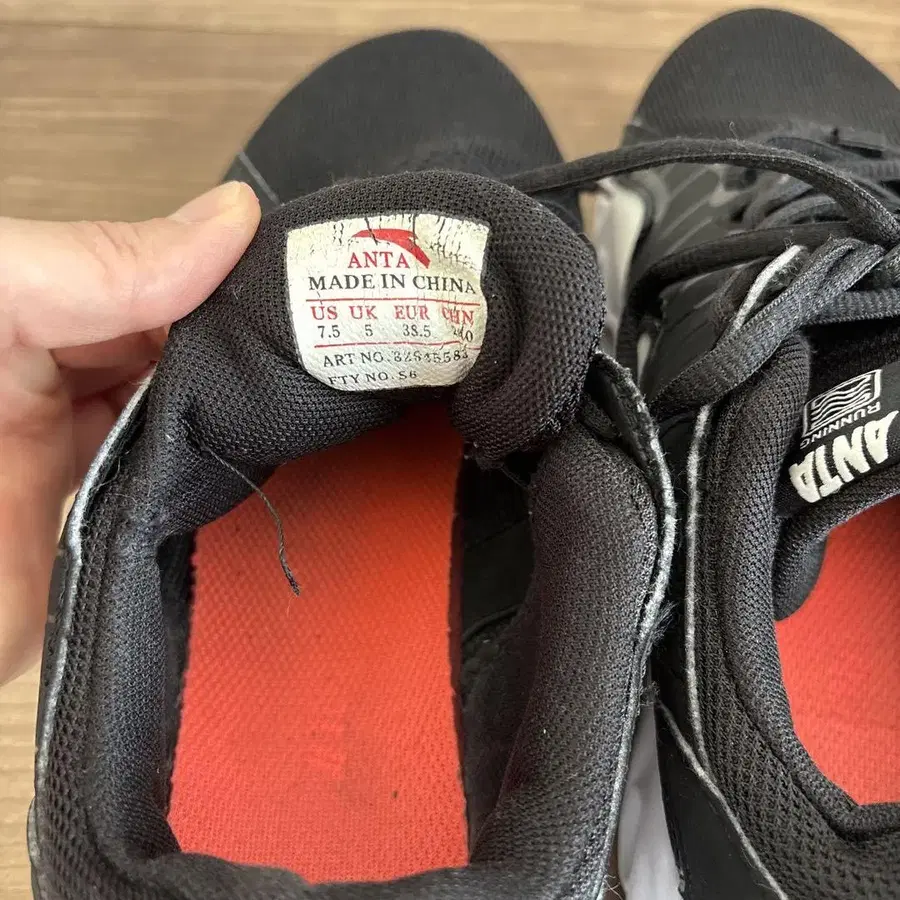 ANTA
MADE IN CHINA
US UK EUR CHN
7.5 5 38.5
ART NO.
FTY NO. S6
ANTA
RUNNING